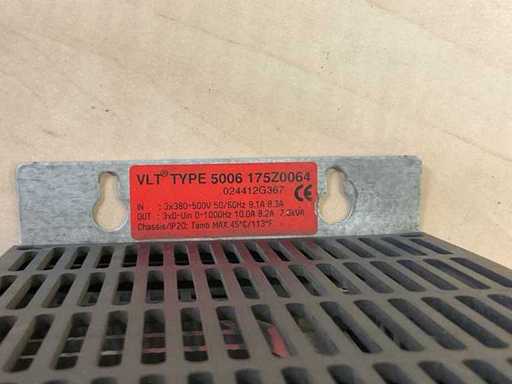 VLT® TYPE 5006 175Z0064
024412G367
IN : 3x380-500V 50/60Hz 9.1A 8.3A
OUT : 3x0-Uin 0-1000Hz 10.0A 8.2A 7.2kVA
Chassis/IP20; Tamb MAX 45°C/113°F
CE